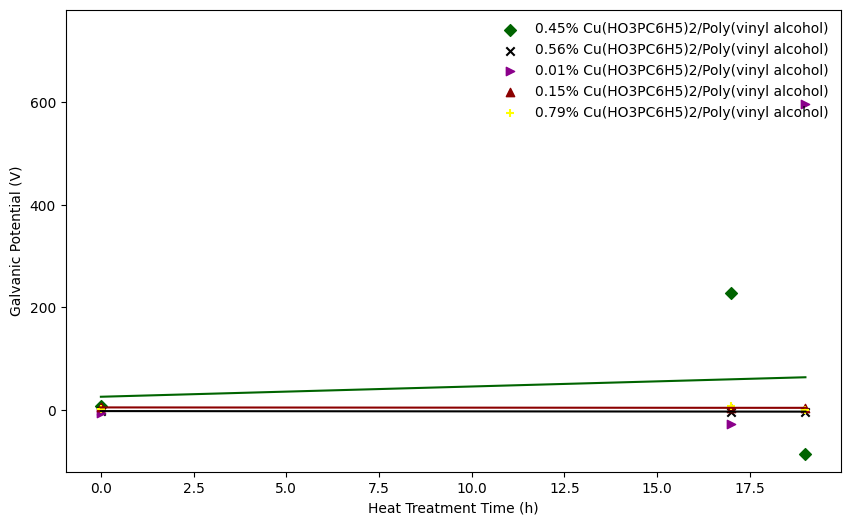 0.45% Cu(HO3PC6H5)2/Poly(vinyl alcohol)
0.56% Cu(HO3PC6H5)2/Poly(vinyl alcohol)
0.01% Cu(HO3PC6H5)2/Poly(vinyl alcohol)
0.15% Cu(HO3PC6H5)2/Poly(vinyl alcohol)
0.79% Cu(HO3PC6H5)2/Poly(vinyl alcohol)
Galvanic Potential (V)
600
400
200
0
0.0 2.5 5.0 7.5 10.0 12.5 15.0 17.5
Heat Treatment Time (h)